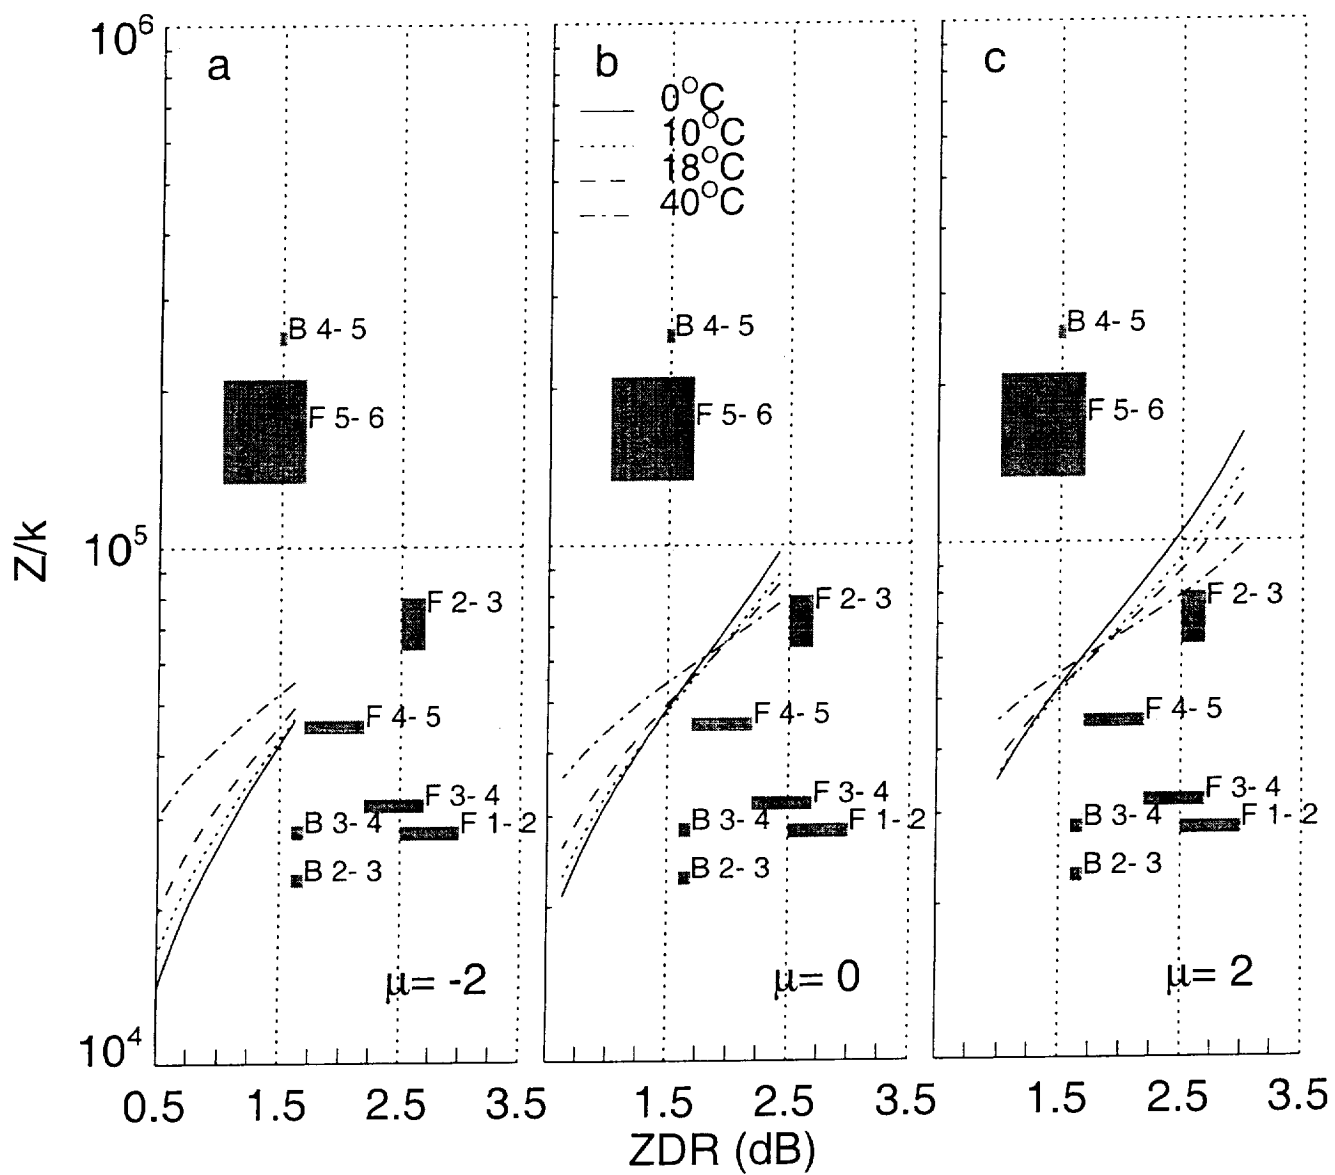 10^6
a
b
c
0°C
10°C
18°C
40°C
B 4- 5
B 4- 5
B 4- 5
F 5- 6
F 5- 6
F 5- 6
Z/k
10^5
F 2- 3
F 2- 3
F 2- 3
F 4- 5
F 4- 5
F 4- 5
F 3- 4
F 3- 4
F 3- 4
B 3- 4
F 1- 2
B 3- 4
F 1- 2
B 3- 4
F 1- 2
B 2- 3
B 2- 3
B 2- 3
μ= -2
μ= 0
μ= 2
10^4
0.5 1.5 2.5 3.5 1.5 2.5 3.5 1.5 2.5 3.5
ZDR (dB)